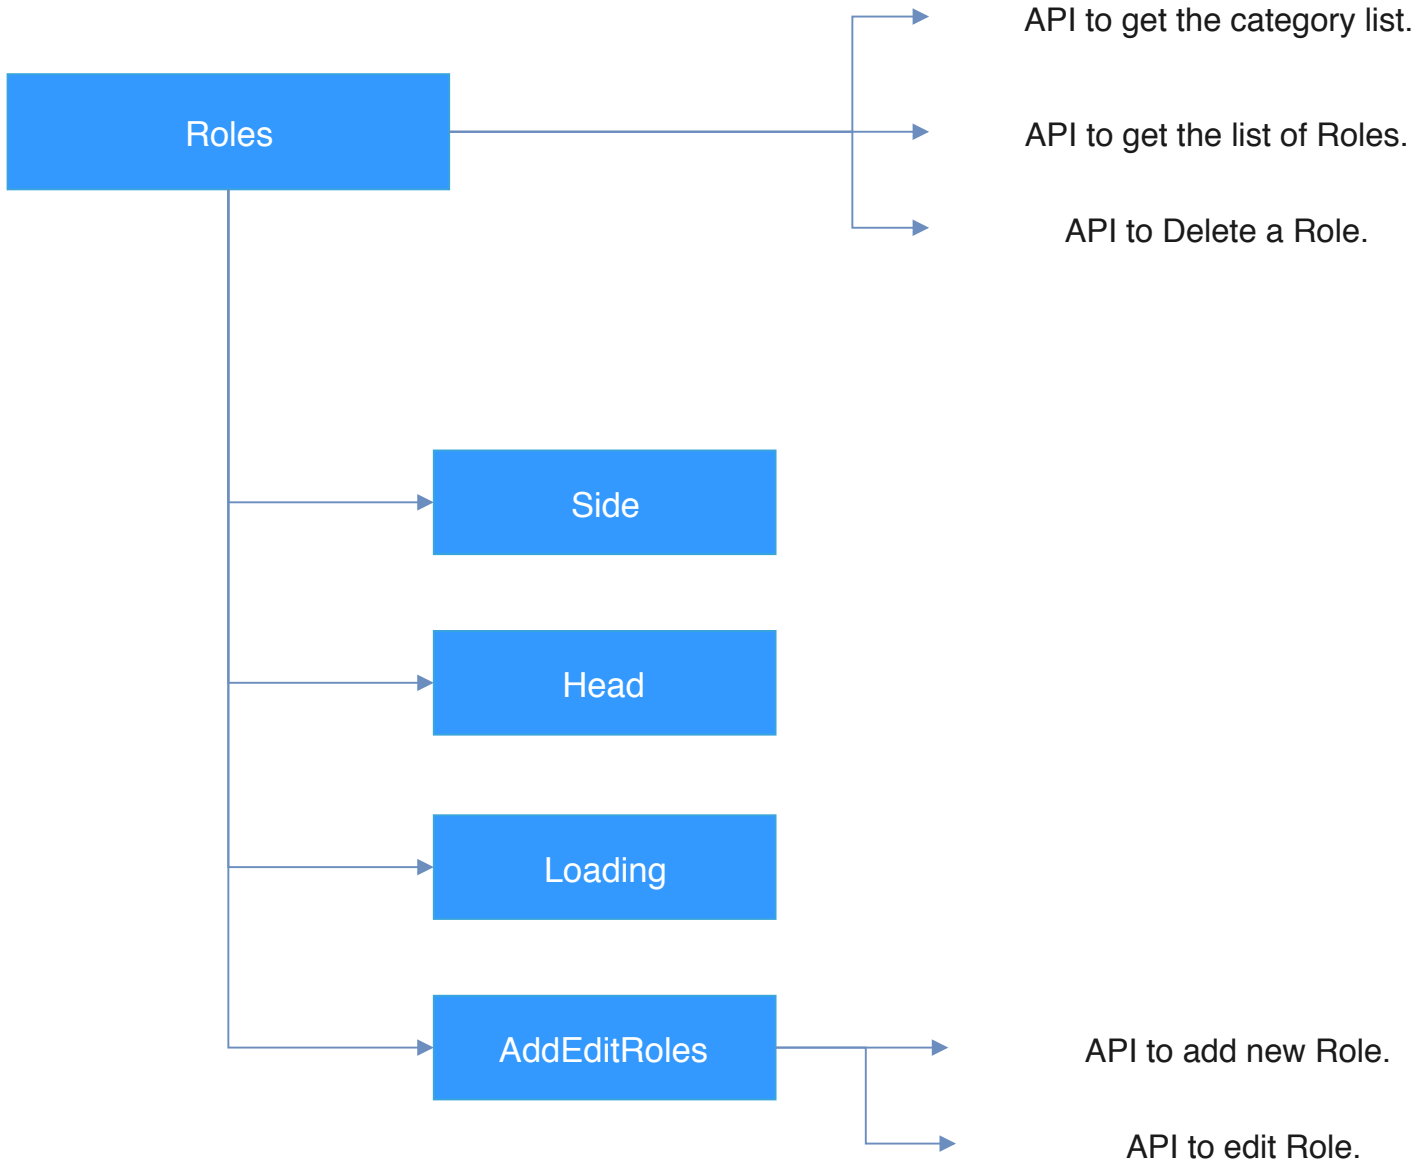 API to get the category list.
Roles
API to get the list of Roles.
API to Delete a Role.
Side
Head
Loading
AddEditRoles
API to add new Role.
API to edit Role.